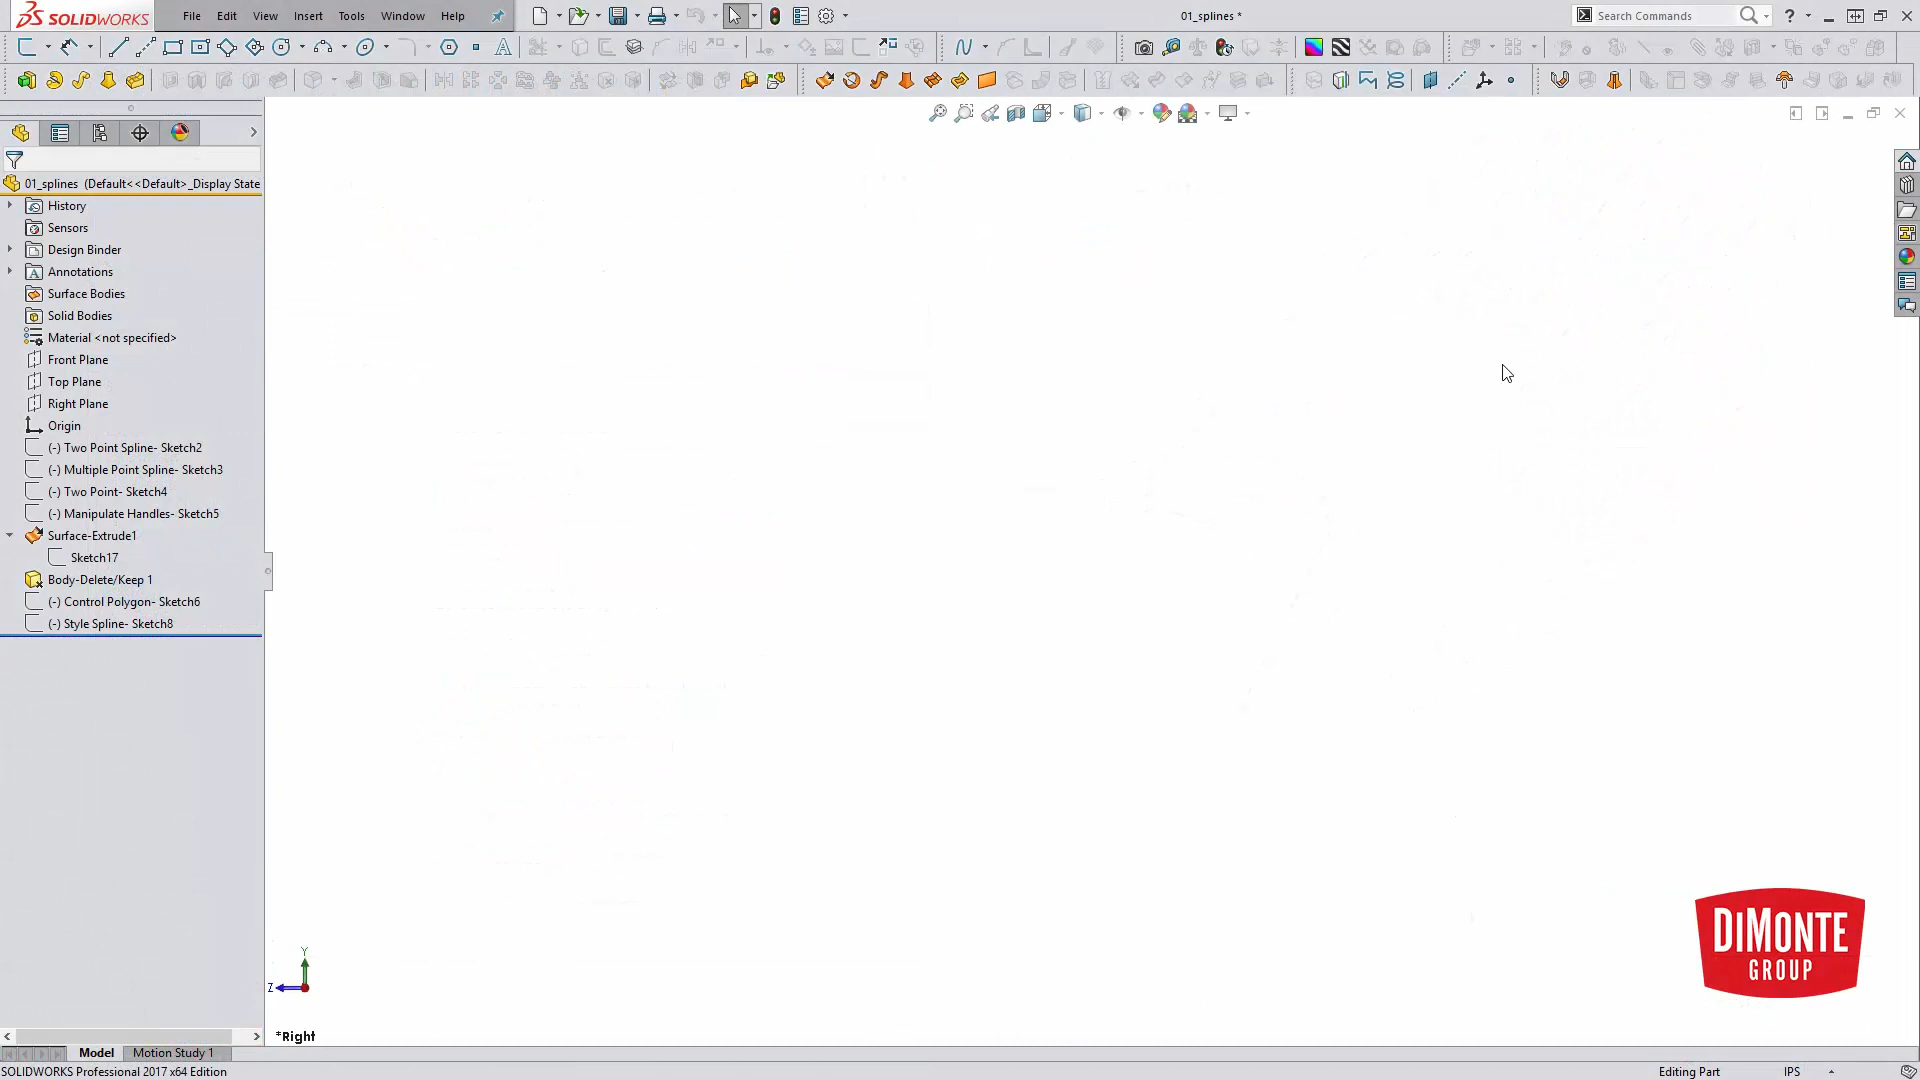 SOLIDWORKS File Edit View Insert Tools Window Help 01_splines * Search Commands ?
01_splines (Default<<Default>_Display State
History
Sensors
Design Binder
Annotations
Surface Bodies
Solid Bodies
Material <not specified>
Front Plane
Top Plane
Right Plane
Origin
(-) Two Point Spline- Sketch2
(-) Multiple Point Spline- Sketch3
(-) Two Point- Sketch4
(-) Manipulate Handles- Sketch5
Surface-Extrude1
Sketch17
Body-Delete/Keep 1
(-) Control Polygon- Sketch6
(-) Style Spline- Sketch8
DIMONTE
GROUP
Y
Z
*Right
Model Motion Study 1
SOLIDWORKS Professional 2017 x64 Edition Editing Part IPS